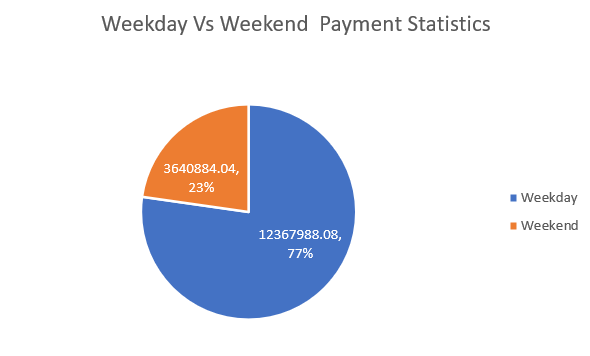 Weekday Vs Weekend  Payment Statistics
3640884.04,
23%
12367988.08,
77%
Weekday
Weekend